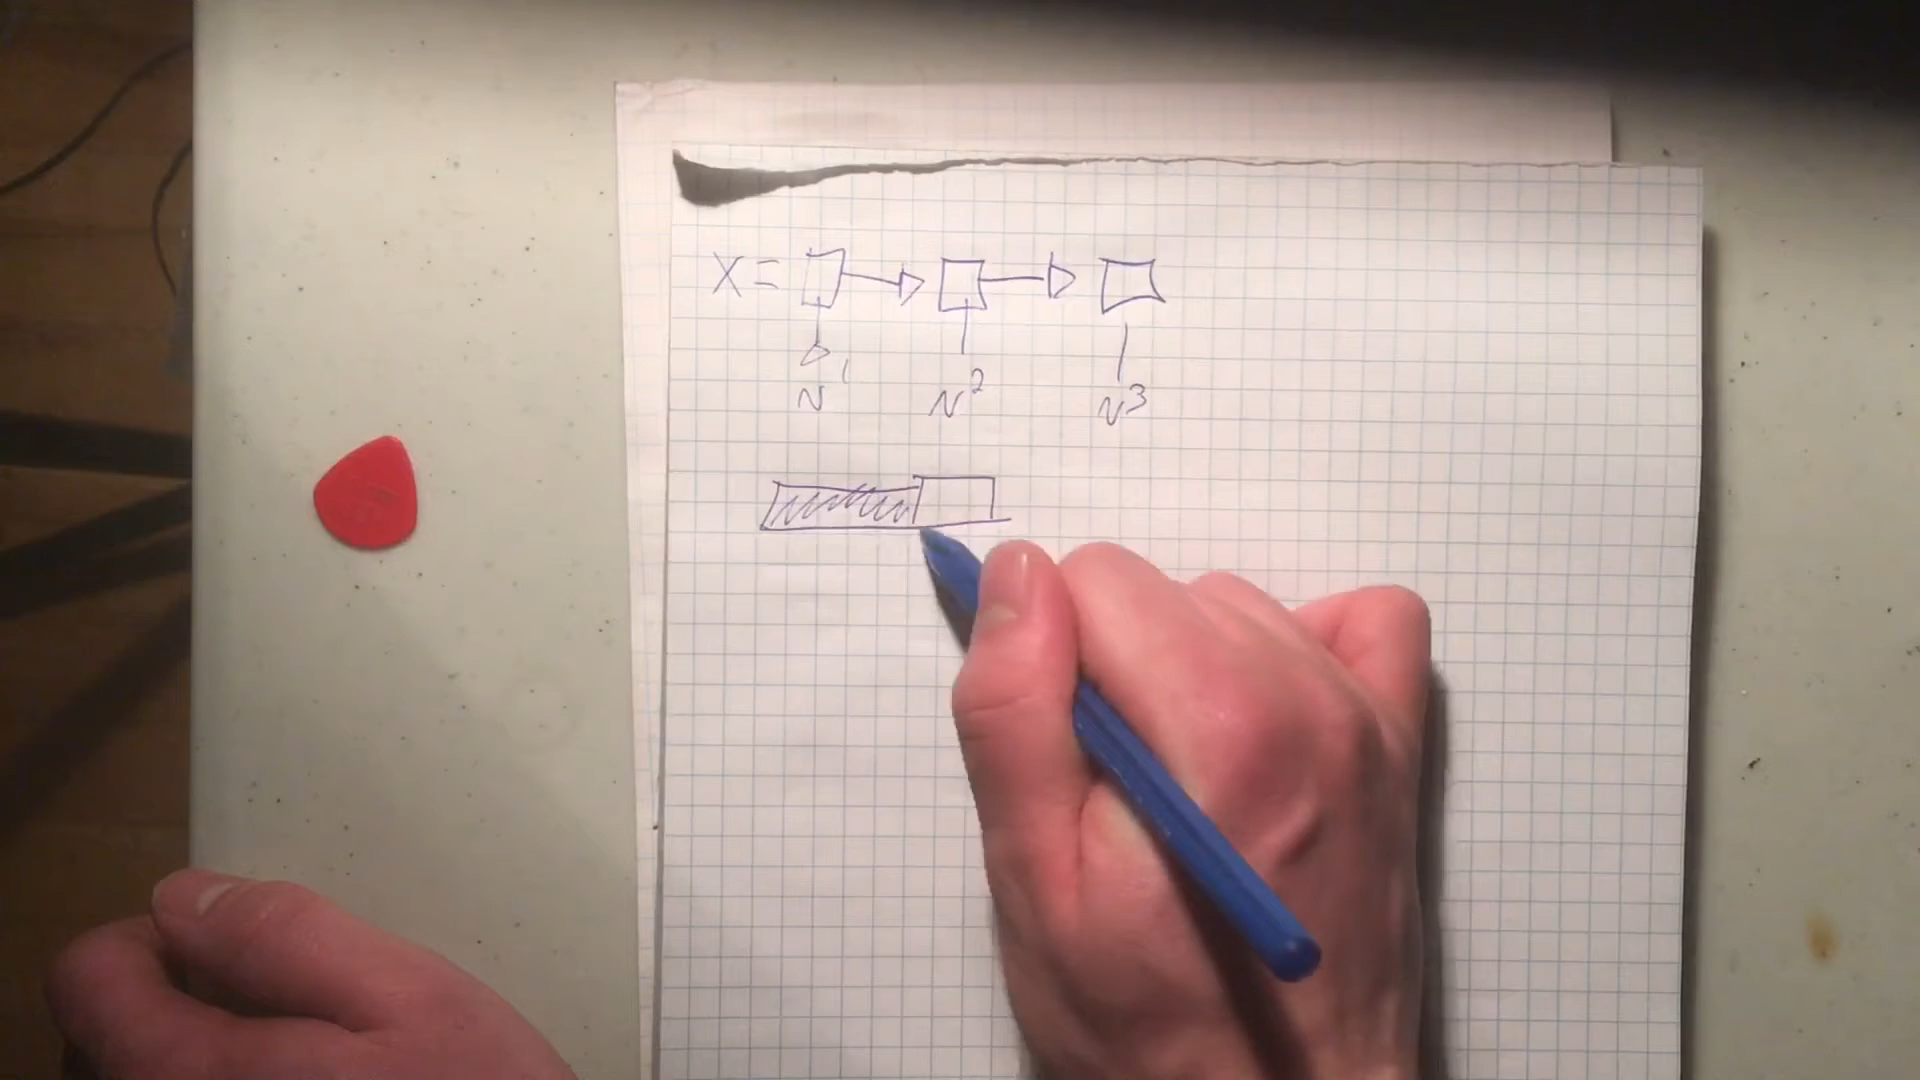 X =
N¹ N² N³